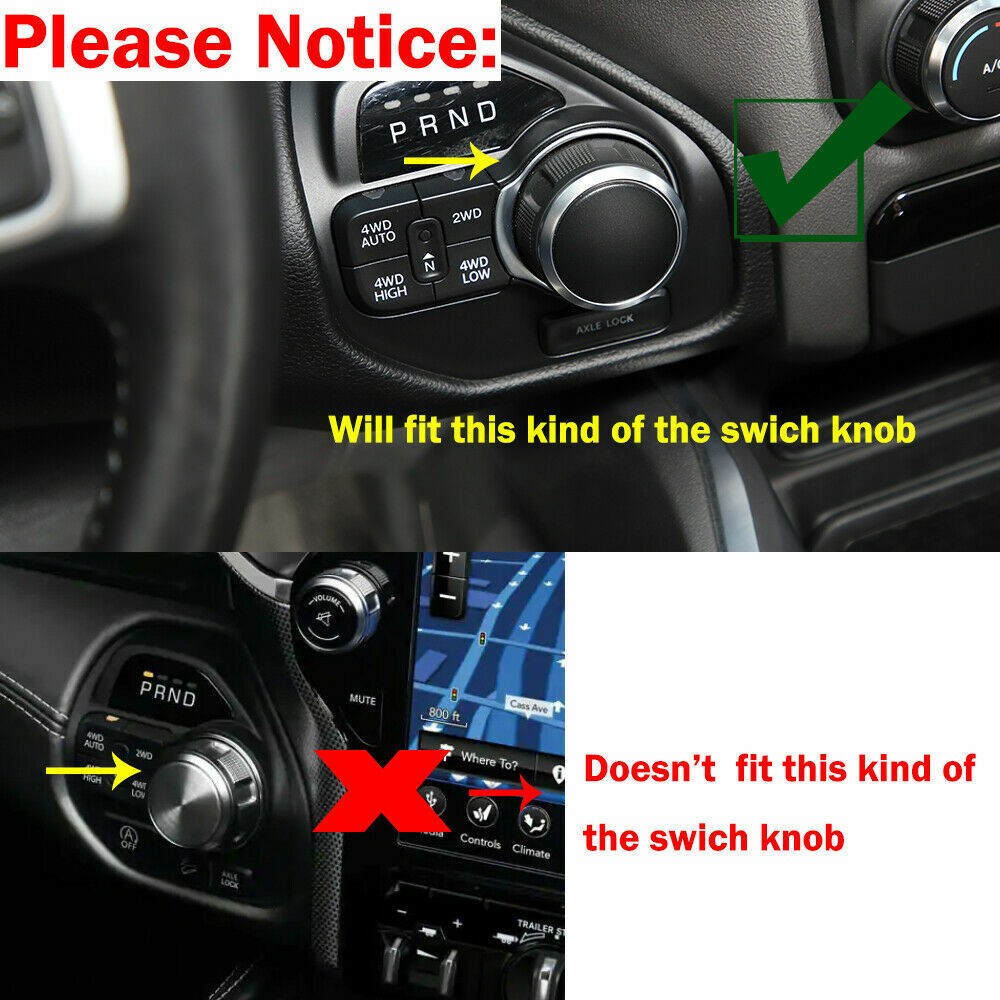 Please Notice:
PRND
A/C
4WD
AUTO
2WD
N
4WD
HIGH
4WD
LOW
AXLE LOCK
Will fit this kind of the swich knob
+
-
VOLUME
MUTE
Cass Ave
800 ft
Where To?
PRND
4WD
AUTO
2WD
HIGH
LOW
OFF
AXLE
LOCK
Controls
Climate
- +
TRAILER
Doesn't fit this kind of
the swich knob